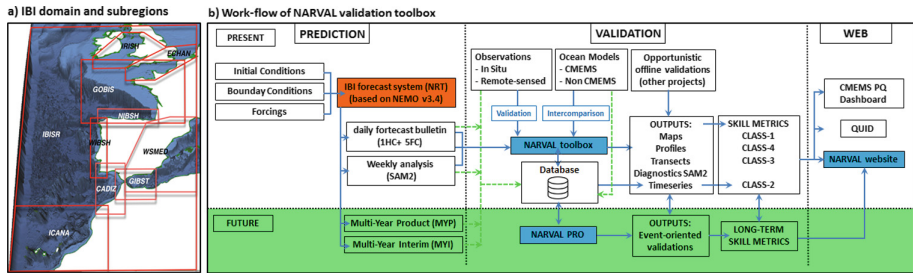 a) IBI domain and subregions
IRISH
ECHAN
GOBIS
NIBSH
IBISR
WIBSH
WSMED
CADIZ
GIBST
ICANA
b) Work-flow of NARVAL validation toolbox
PRESENT
PREDICTION
VALIDATION
WEB
Initial Conditions
Bounday Conditions
Forcings
IBI forecast system (NRT)
(based on NEMO v3.4)
daily fortecast bulletin
(1HC+ 5FC)
Weekly analysis
(SAM2)
Observations
- In Situ
- Remote-sensed
Ocean Models
- CMEMS
- Non CMEMS
Opportunistic
offline validations
(other projects)
Validation
Intercomparison
NARVAL toolbox
Database
OUTPUTS:
Maps
Profiles
Transects
Diagnostics SAM2
Timeseries
SKILL METRICS
CLASS-1
CLASS-4
CLASS-3
CLASS-2
CMEMS PQ
Dashboard
QUID
NARVAL website
FUTURE
Multi-Year Product (MYP)
Multi-Year Interim (MYI)
NARVAL PRO
OUTPUTS:
Event-oriented
validations
LONG-TERM
SKILL METRICS